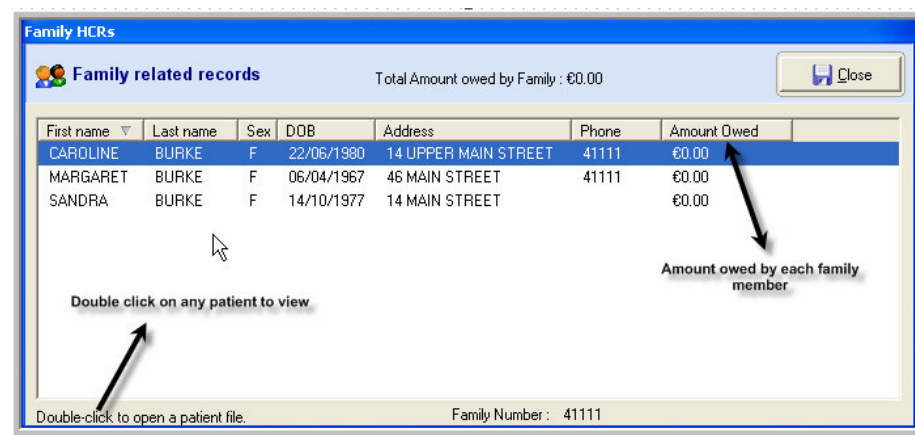 Family HCRs
Family related records
Total Amount owed by Family : €0.00
Close
First name Last name Sex DOB Address Phone Amount Owed
CAROLINE BURKE F 22/06/1980 14 UPPER MAIN STREET 41111 €0.00
MARGARET BURKE F 06/04/1967 46 MAIN STREET 41111 €0.00
SANDRA BURKE F 14/10/1977 14 MAIN STREET €0.00
Amount owed by each family
member
Double click on any patient to view
Double-click to open a patient file.
Family Number : 41111